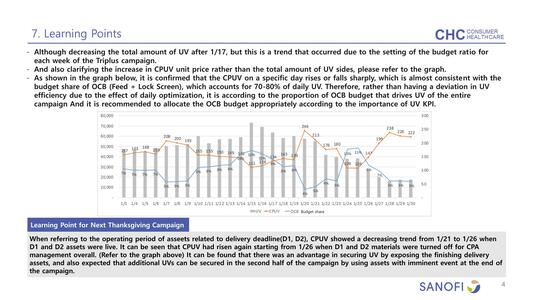 7. Learning Points
CHC CONSUMER
HEALTHCARE
- Although decreasing the total amount of UV after 1/17, but this is a trend that occurred due to the setting of the budget ratio for
each week of the Triplus campaign.
- And also clarifying the increase in CPUV unit price rather than the total amount of UV sides, please refer to the graph.
- As shown in the graph below, it is confirmed that the CPUV on a specific day rises or falls sharply, which is almost consistent with the
budget share of OCB (Feed + Lock Screen), which accounts for 70-80% of daily UV. Therefore, rather than having a deviation in UV
efficiency due to the effect of daily optimization, it is according to the proportion of OCB budget that drives UV of the entire
campaign And it is recommended to allocate the OCB budget appropriately according to the importance of UV KPI.
80,000
70,000
60,000
50,000
40,000
30,000
20,000
10,000
300
250
200
150
100
1/1 1/2 1/3 1/4 1/5 1/6 1/7 1/8 1/9 1/10 1/11 1/12 1/13 1/14 1/15 1/16 1/17 1/18 1/19 1/20 1/21 1/22 1/23 1/24 1/25 1/26 1/27 1/28 1/29 1/30
UV CPUV OCB Budget share
Learning Point for Next Thanksgiving Campaign
When referring to the operating period of assets related to delivery deadline(D1, D2), CPUV showed a decreasing trend from 1/21 to 1/26 when
D1 and D2 assets were live. It can be seen that CPUV had risen again starting from 1/26 when D1 and D2 materials were turned off for CPA
management overall. (Refer to the graph above) It can be found that there was an advantage in securing UV by exposing the finishing delivery
assets, and also expected that additional UVs can be secured in the second half of the campaign by using assets with imminent event at the end of
the campaign.
SANOFI
4